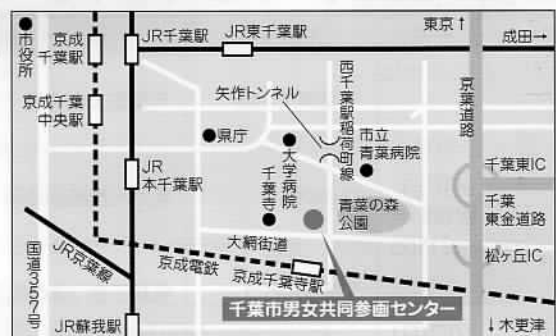 東京↑
成田→
JR千葉駅
JR東千葉駅
市役所
京成
千葉駅
京成千葉
中央駅
矢作トンネル
西千葉駅稲荷町線
京葉道路
県庁
大学病院
市立
青葉病院
千葉東IC
JR
本千葉駅
千葉寺
青葉の森
公園
千葉
東金道路
大網街道
松ヶ丘IC
国道357号
JR京葉線
京成電鉄
京成千葉寺駅
千葉市男女共同参画センター
JR蘇我駅
↓木更津